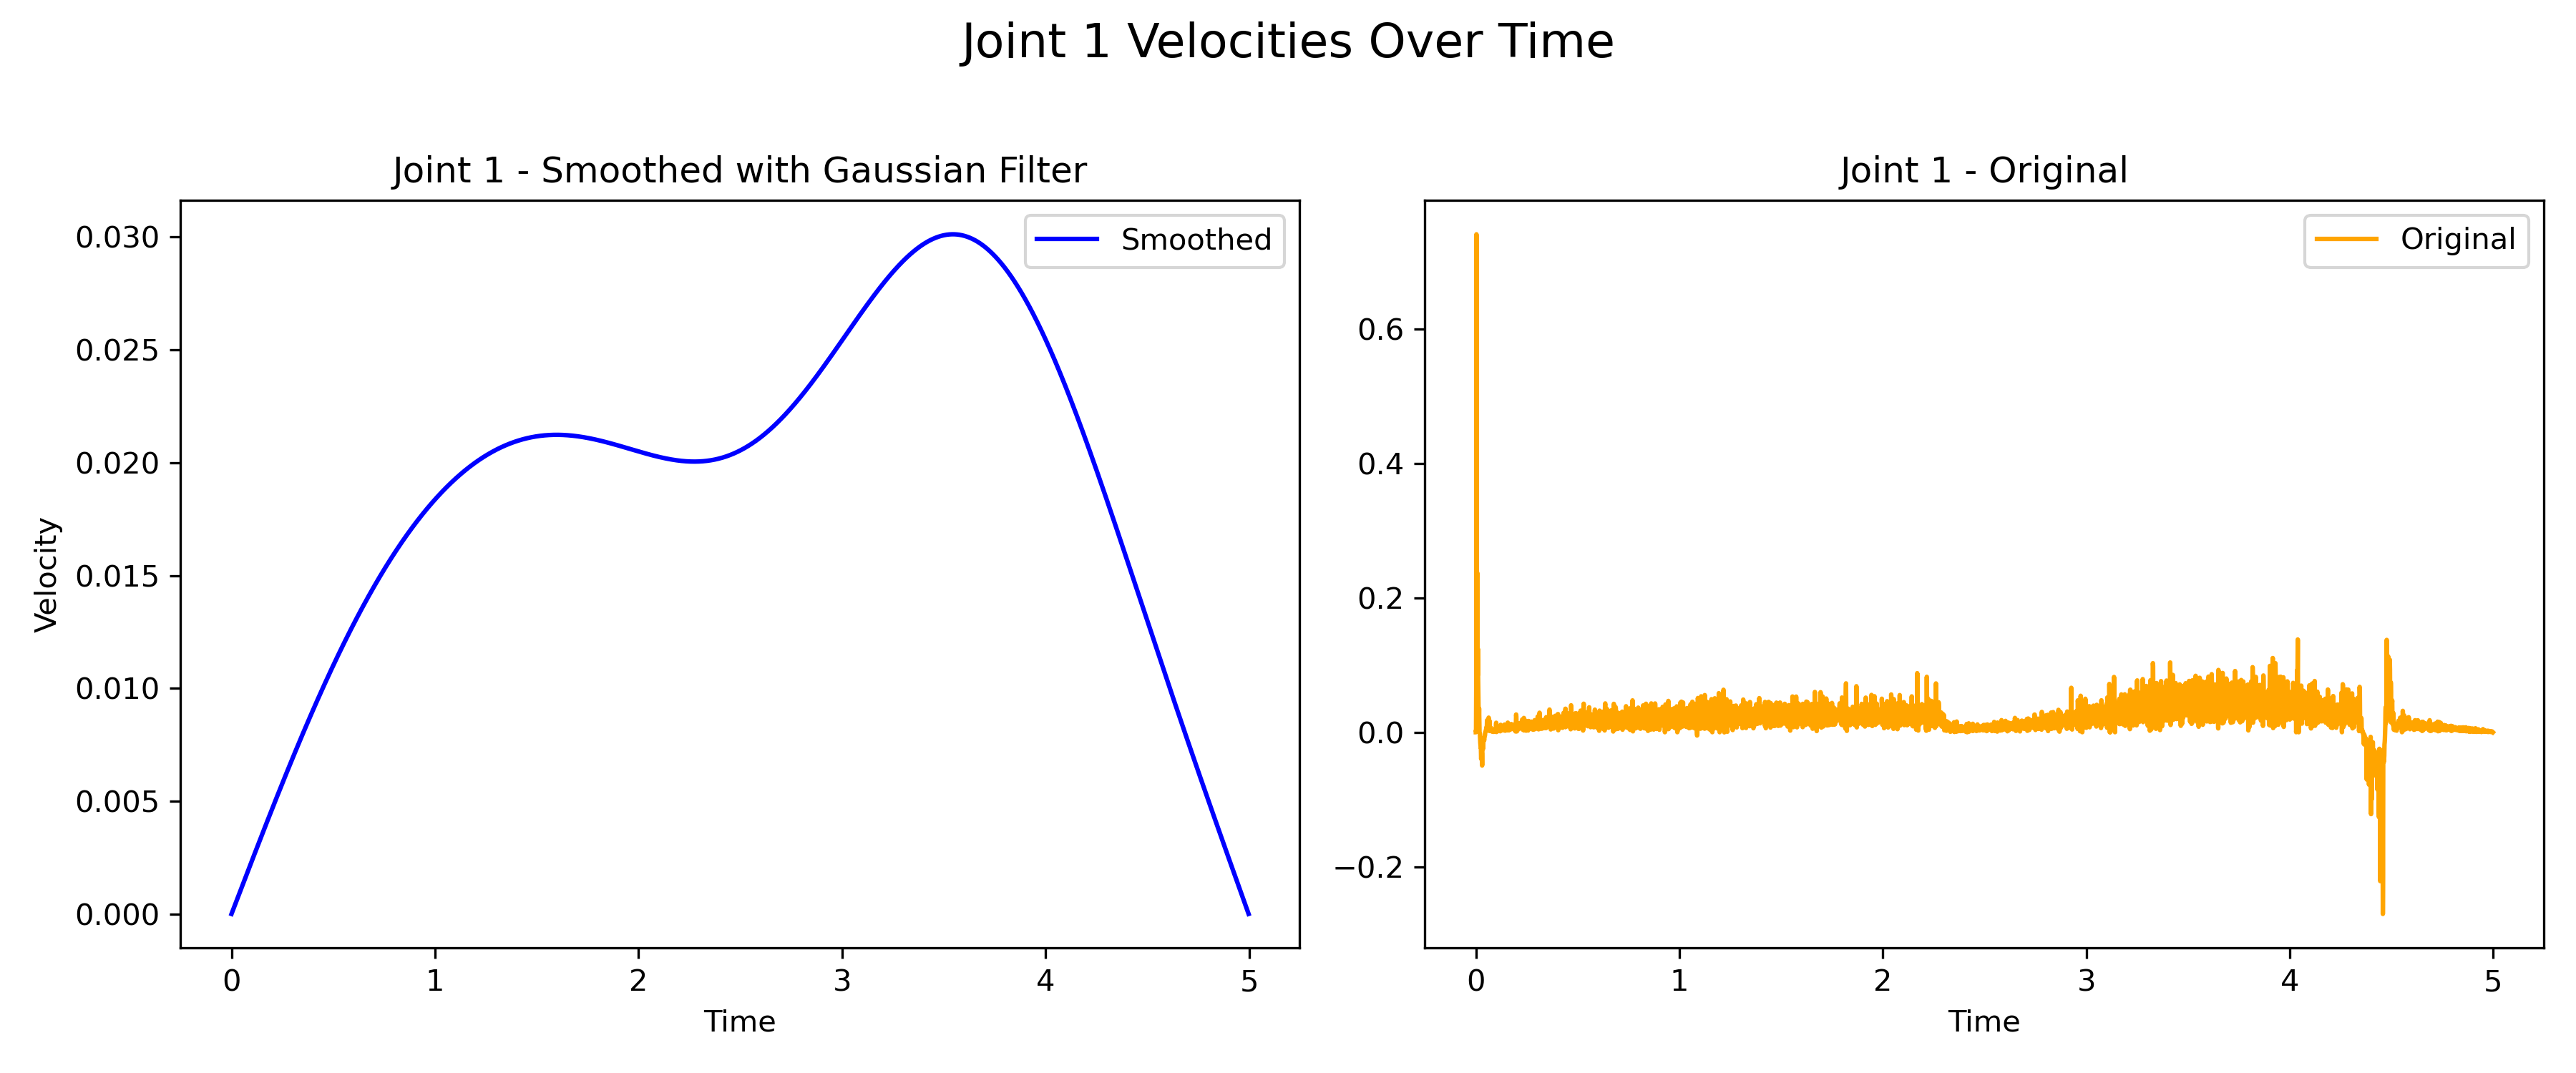 Joint 1 Velocities Over Time
Joint 1 - Smoothed with Gaussian Filter
Smoothed
0.030
0.025
0.020
0.015
0.010
0.005
0.000
Velocity
0 1 2 3 4 5
Time
Joint 1 - Original
Original
0.6
0.4
0.2
0.0
−0.2
0 1 2 3 4 5
Time